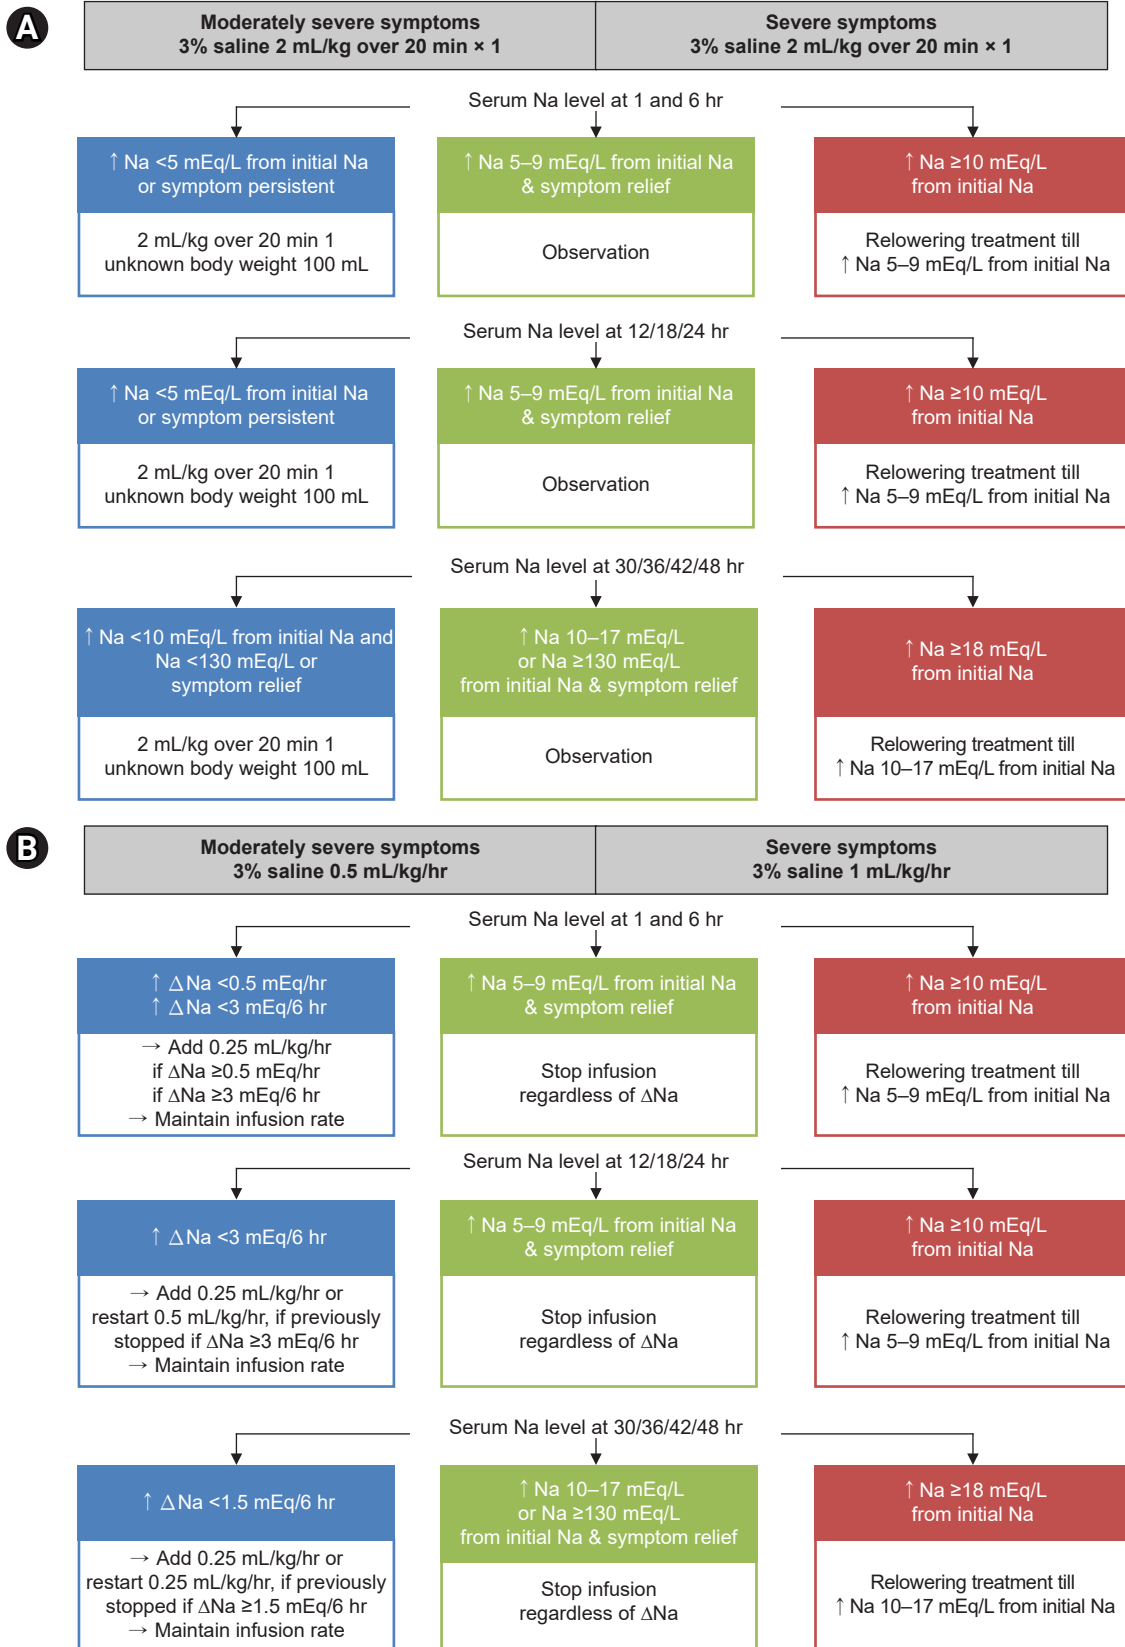 A
Moderately severe symptoms
3% saline 2 mL/kg over 20 min × 1
Severe symptoms
3% saline 2 mL/kg over 20 min × 1
Serum Na level at 1 and 6 hr
↑ Na <5 mEq/L from initial Na
or symptom persistent
2 mL/kg over 20 min 1
unknown body weight 100 mL
↑ Na 5–9 mEq/L from initial Na
& symptom relief
Observation
↑ Na ≥10 mEq/L
from initial Na
Relowering treatment till
↑ Na 5–9 mEq/L from initial Na
Serum Na level at 12/18/24 hr
↑ Na <5 mEq/L from initial Na
or symptom persistent
2 mL/kg over 20 min 1
unknown body weight 100 mL
↑ Na 5–9 mEq/L from initial Na
& symptom relief
Observation
↑ Na ≥10 mEq/L
from initial Na
Relowering treatment till
↑ Na 5–9 mEq/L from initial Na
Serum Na level at 30/36/42/48 hr
↑ Na <10 mEq/L from initial Na and
Na <130 mEq/L or
symptom relief
2 mL/kg over 20 min 1
unknown body weight 100 mL
↑ Na 10–17 mEq/L
or Na ≥130 mEq/L
from initial Na & symptom relief
Observation
↑ Na ≥18 mEq/L
from initial Na
Relowering treatment till
↑ Na 10–17 mEq/L from initial Na
B
Moderately severe symptoms
3% saline 0.5 mL/kg/hr
Severe symptoms
3% saline 1 mL/kg/hr
Serum Na level at 1 and 6 hr
↑ ΔNa <0.5 mEq/hr
↑ ΔNa <3 mEq/6 hr
→ Add 0.25 mL/kg/hr
if ΔNa ≥0.5 mEq/hr
if ΔNa ≥3 mEq/6 hr
→ Maintain infusion rate
↑ Na 5–9 mEq/L from initial Na
& symptom relief
Stop infusion
regardless of ΔNa
↑ Na ≥10 mEq/L
from initial Na
Relowering treatment till
↑ Na 5–9 mEq/L from initial Na
Serum Na level at 12/18/24 hr
↑ ΔNa <3 mEq/6 hr
→ Add 0.25 mL/kg/hr or
restart 0.5 mL/kg/hr, if previously
stopped if ΔNa ≥3 mEq/6 hr
→ Maintain infusion rate
↑ Na 5–9 mEq/L from initial Na
& symptom relief
Stop infusion
regardless of ΔNa
↑ Na ≥10 mEq/L
from initial Na
Relowering treatment till
↑ Na 5–9 mEq/L from initial Na
Serum Na level at 30/36/42/48 hr
↑ ΔNa <1.5 mEq/6 hr
→ Add 0.25 mL/kg/hr or
restart 0.25 mL/kg/hr, if previously
stopped if ΔNa ≥1.5 mEq/6 hr
→ Maintain infusion rate
↑ Na 10–17 mEq/L
or Na ≥130 mEq/L
from initial Na & symptom relief
Stop infusion
regardless of ΔNa
↑ Na ≥18 mEq/L
from initial Na
Relowering treatment till
↑ Na 10–17 mEq/L from initial Na